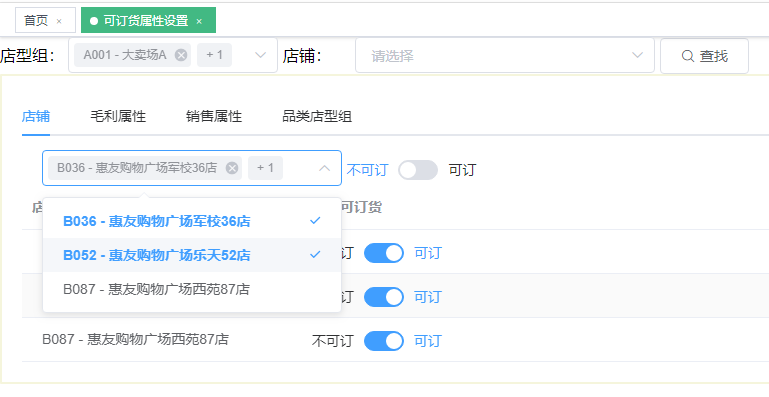 首页 ×
可订货属性设置 ×
店型组： A001 - 大卖场A + 1 店铺： 请选择 查找
店铺 毛利属性 销售属性 品类店型组
B036 - 惠友购物广场军校36店 + 1 不可订 可订
店 可订货
B036 - 惠友购物广场军校36店
B052 - 惠友购物广场乐天52店
B087 - 惠友购物广场西苑87店
订 可订
订 可订
B087 - 惠友购物广场西苑87店 不可订 可订